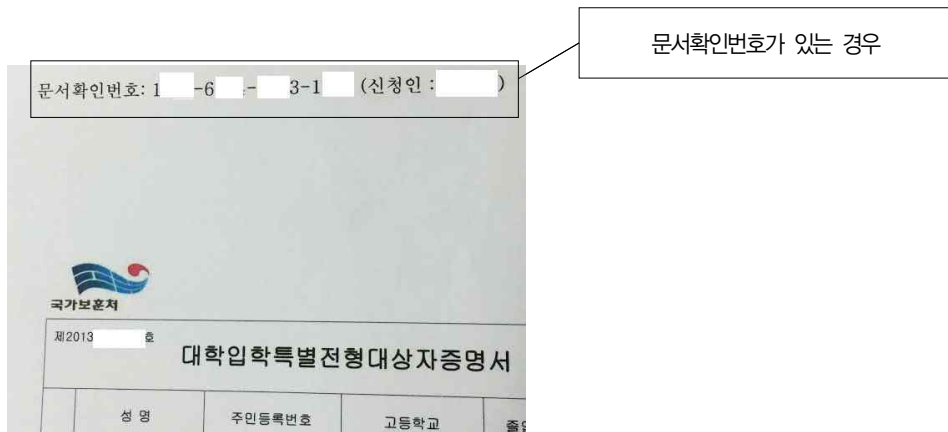 문서확인번호가 있는 경우
문서확인번호: 1 -6 - 3-1 (신청인 : )
국가보훈처
제2013 호
대학입학특별전형대상자증명서
성 명 주민등록번호 고등학교